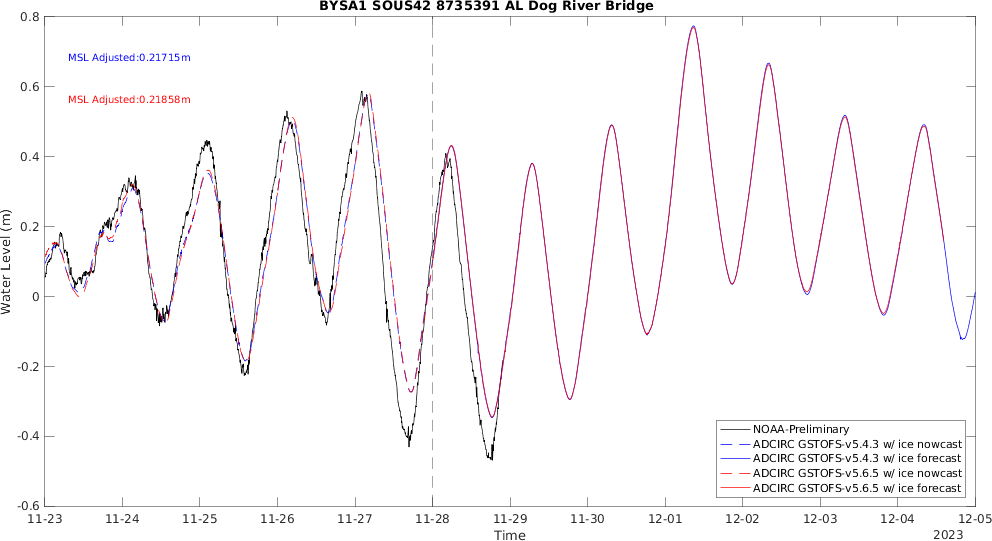 BYSA1 SOUS42 8735391 AL Dog River Bridge
0.8
0.6
0.4
0.2
0
-0.2
-0.4
-0.6
Water Level (m)
MSL Adjusted:0.21715m
MSL Adjusted:0.21858m
NOAA-Preliminary
ADCIRC GSTOFS-v5.4.3 w/ ice nowcast
ADCIRC GSTOFS-v5.4.3 w/ ice forecast
ADCIRC GSTOFS-v5.6.5 w/ ice nowcast
ADCIRC GSTOFS-v5.6.5 w/ ice forecast
11-23 11-24 11-25 11-26 11-27 11-28 11-29 11-30 12-01 12-02 12-03 12-04 12-05
Time
2023